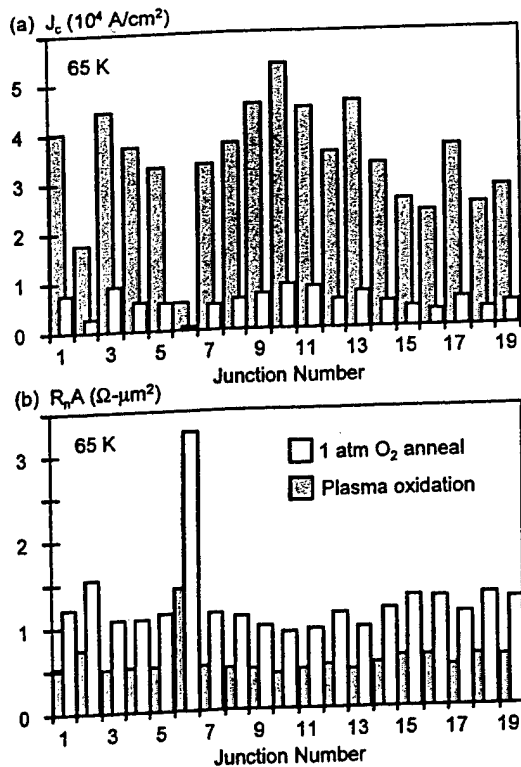 (a) J_c (10⁴ A/cm²)
65 K
5
4
3
2
1
0
1 3 5 7 9 11 13 15 17 19
Junction Number
(b) R_nA (Ω-μm²)
65 K
1 atm O₂ anneal
Plasma oxidation
3
2
1
0
1 3 5 7 9 11 13 15 17 19
Junction Number